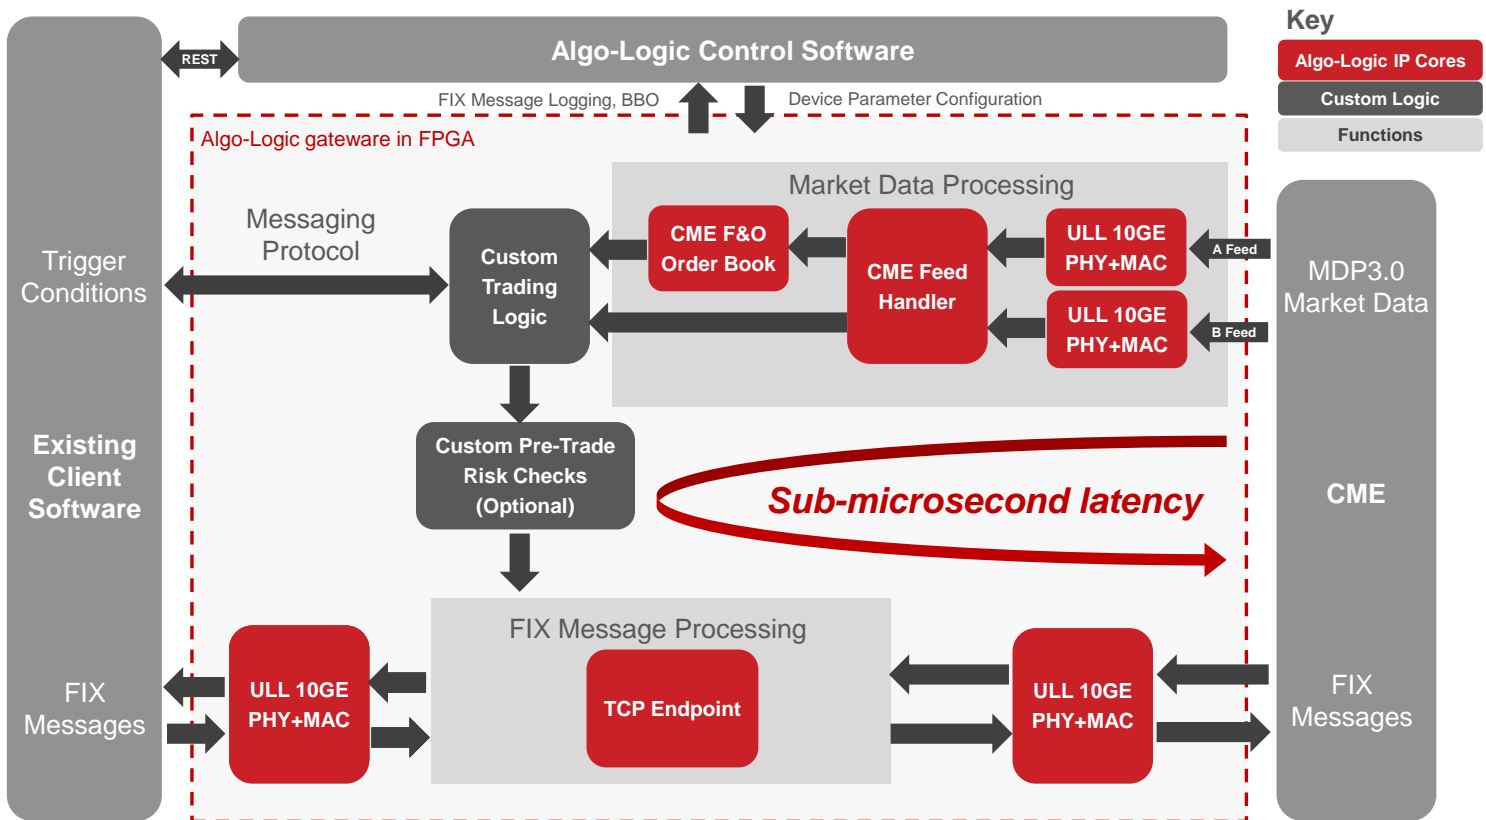 Key
Algo-Logic IP Cores
Custom Logic
Functions
REST
Algo-Logic Control Software
FIX Message Logging, BBO
Device Parameter Configuration
Algo-Logic gateware in FPGA
Market Data Processing
Messaging
Protocol
Trigger
Conditions
Custom
Trading
Logic
CME F&O
Order Book
CME Feed
Handler
ULL 10GE
PHY+MAC
A Feed
ULL 10GE
PHY+MAC
B Feed
MDP3.0
Market Data
Existing
Client
Software
Custom Pre-Trade
Risk Checks
(Optional)
Sub-microsecond latency
CME
FIX Message Processing
FIX
Messages
ULL 10GE
PHY+MAC
TCP Endpoint
ULL 10GE
PHY+MAC
FIX
Messages